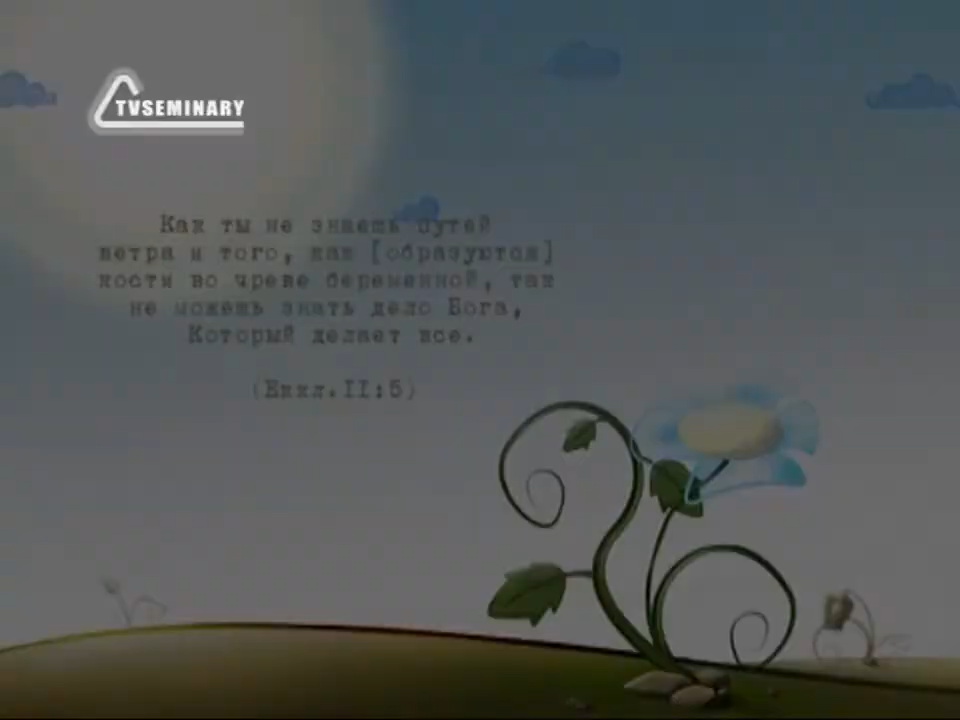 TVSEMINARY
Как ты не знаешь путей
ветра и того, как [образуются]
кости во чреве беременной, так
не можешь знать дело Бога,
Который делает все.
(Еккл.II:5)